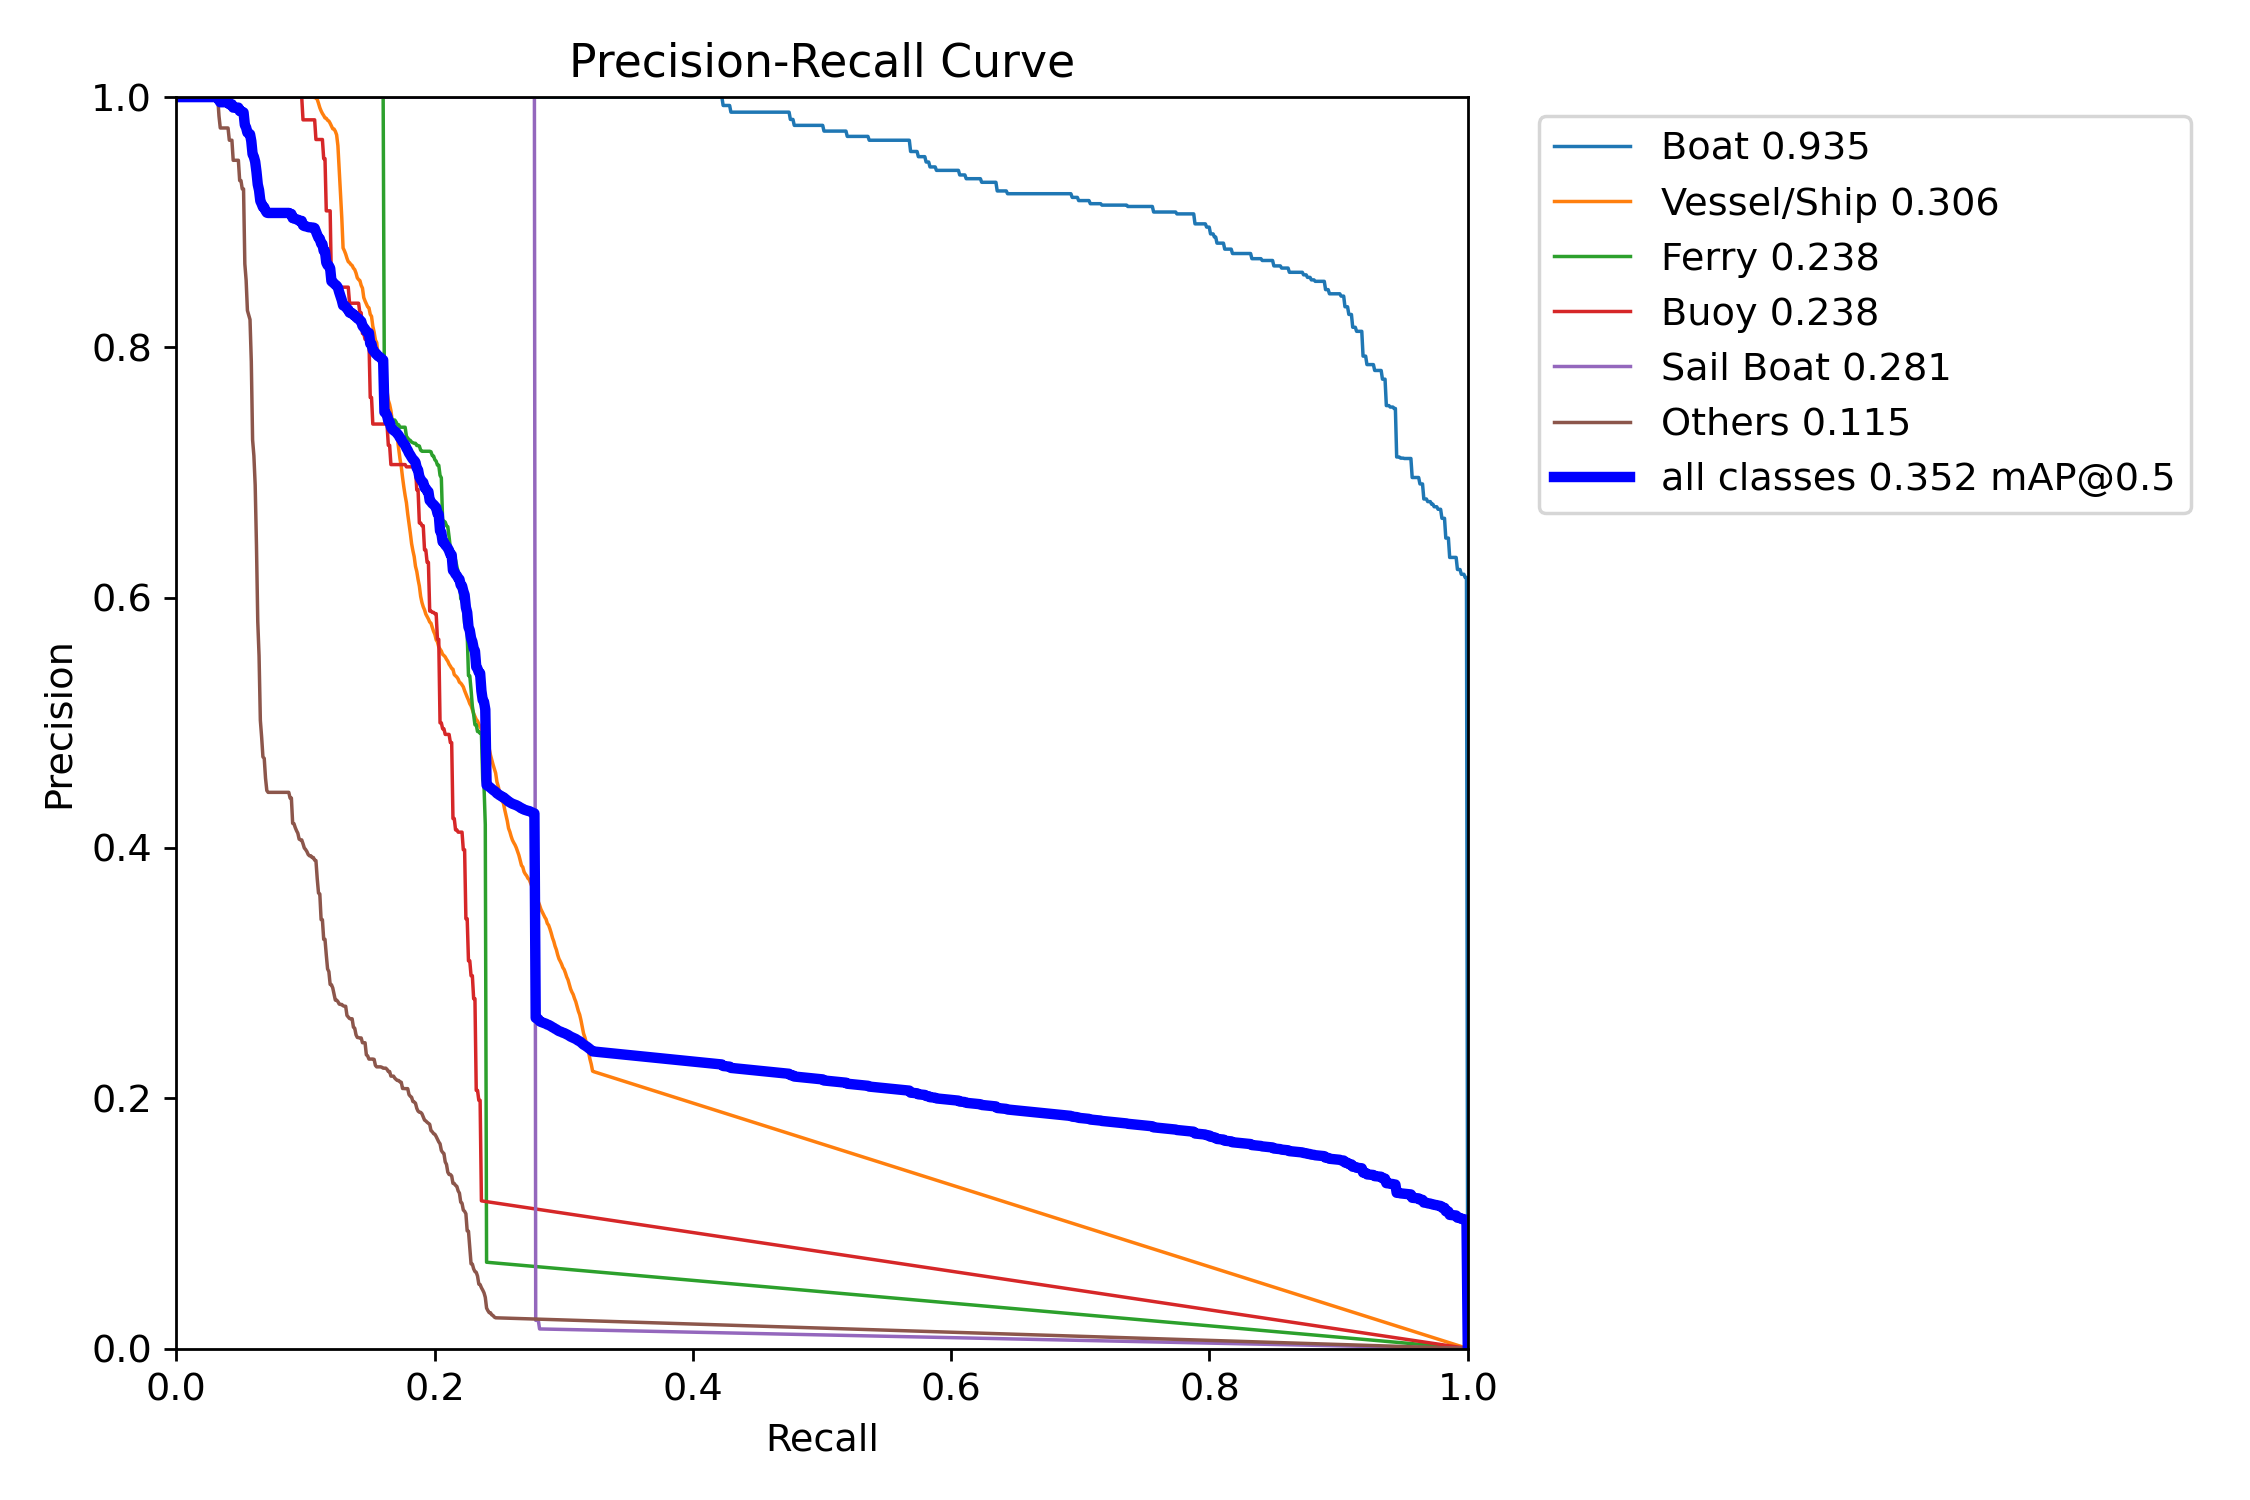 Precision-Recall Curve
1.0
0.8
0.6
0.4
0.2
0.0
Precision
0.0 0.2 0.4 0.6 0.8 1.0
Recall
Boat 0.935
Vessel/Ship 0.306
Ferry 0.238
Buoy 0.238
Sail Boat 0.281
Others 0.115
all classes 0.352 mAP@0.5